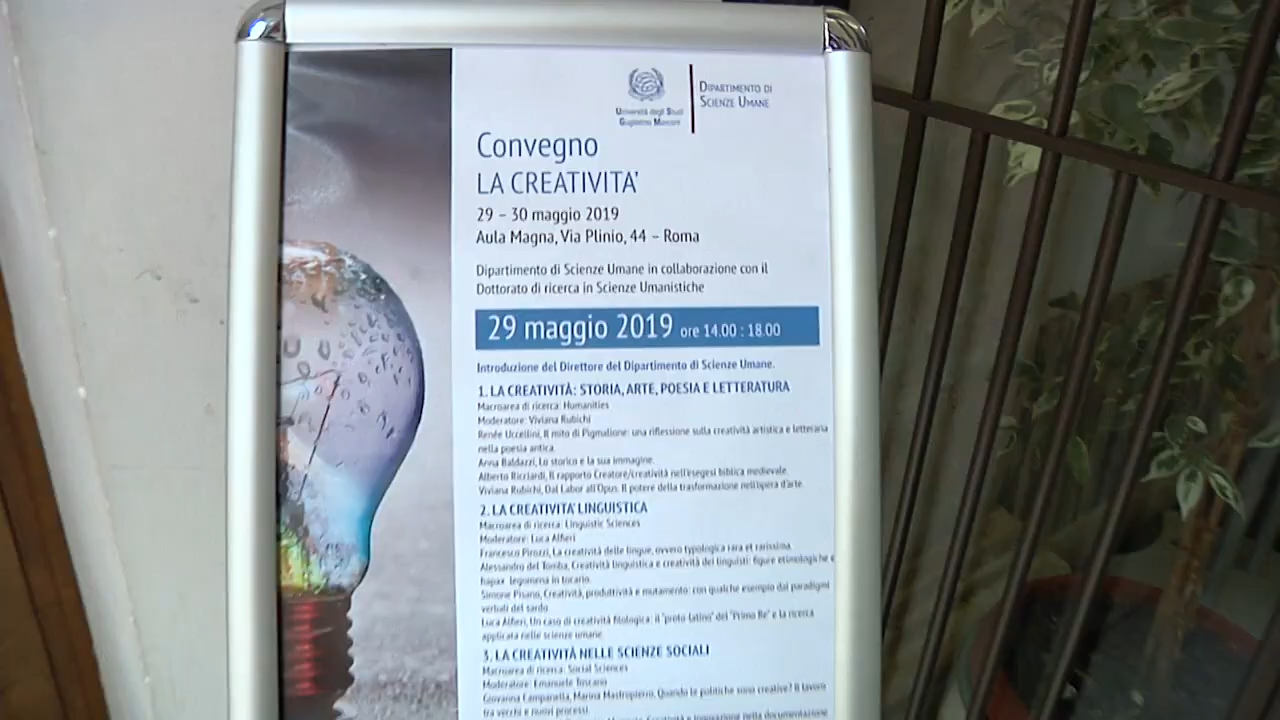 Università degli Studi
Guglielmo Marconi
DIPARTIMENTO DI
SCIENZE UMANE
Convegno
LA CREATIVITA'
29 – 30 maggio 2019
Aula Magna, Via Plinio, 44 – Roma
Dipartimento di Scienze Umane in collaborazione con il
Dottorato di ricerca in Scienze Umanistiche
29 maggio 2019 ore 14.00 : 18.00
Introduzione del Direttore del Dipartimento di Scienze Umane.
1. LA CREATIVITÀ: STORIA, ARTE, POESIA E LETTERATURA
Macroarea di ricerca: Humanities
Moderatore: Viviana Rubichi
Renée Uccellini, Il mito di Pigmalione: una riflessione sulla creatività artistica e letteraria
nella poesia antica.
Anna Baldazzi, Lo storico e la sua immagine.
Alberto Ricciardi, Il rapporto Creatore/creatività nell'esegesi biblica medievale.
Viviana Rubichi, Dal Labor all'Opus. Il potere della trasformazione nell'opera d'arte.
2. LA CREATIVITA' LINGUISTICA
Macroarea di ricerca: Linguistic Sciences
Moderatore: Luca Alfieri
Francesco Pirozzi, La creatività delle lingue, ovvero typologica rara et rarissima.
Alessandro del Tomba, Creatività linguistica e creatività dei linguisti: figure etimologiche e
hapax legomena in tocario.
Simone Pisano, Creatività, produttività e mutamento: con qualche esempio dai paradigmi
verbali del sardo
Luca Alfieri, Un caso di creatività filologica: il "proto latino" del "Primo Re" e la ricerca
applicata nelle scienze umane
3. LA CREATIVITÀ NELLE SCIENZE SOCIALI
Macroarea di ricerca: Social Sciences
Moderatore: Emanuele Toscano
Giovanna Campanella, Marina Mastropierro, Quando le politiche sono creative? Il lavoro
tra vecchi e nuovi processi.
Creatività e innovazione nella documentazione